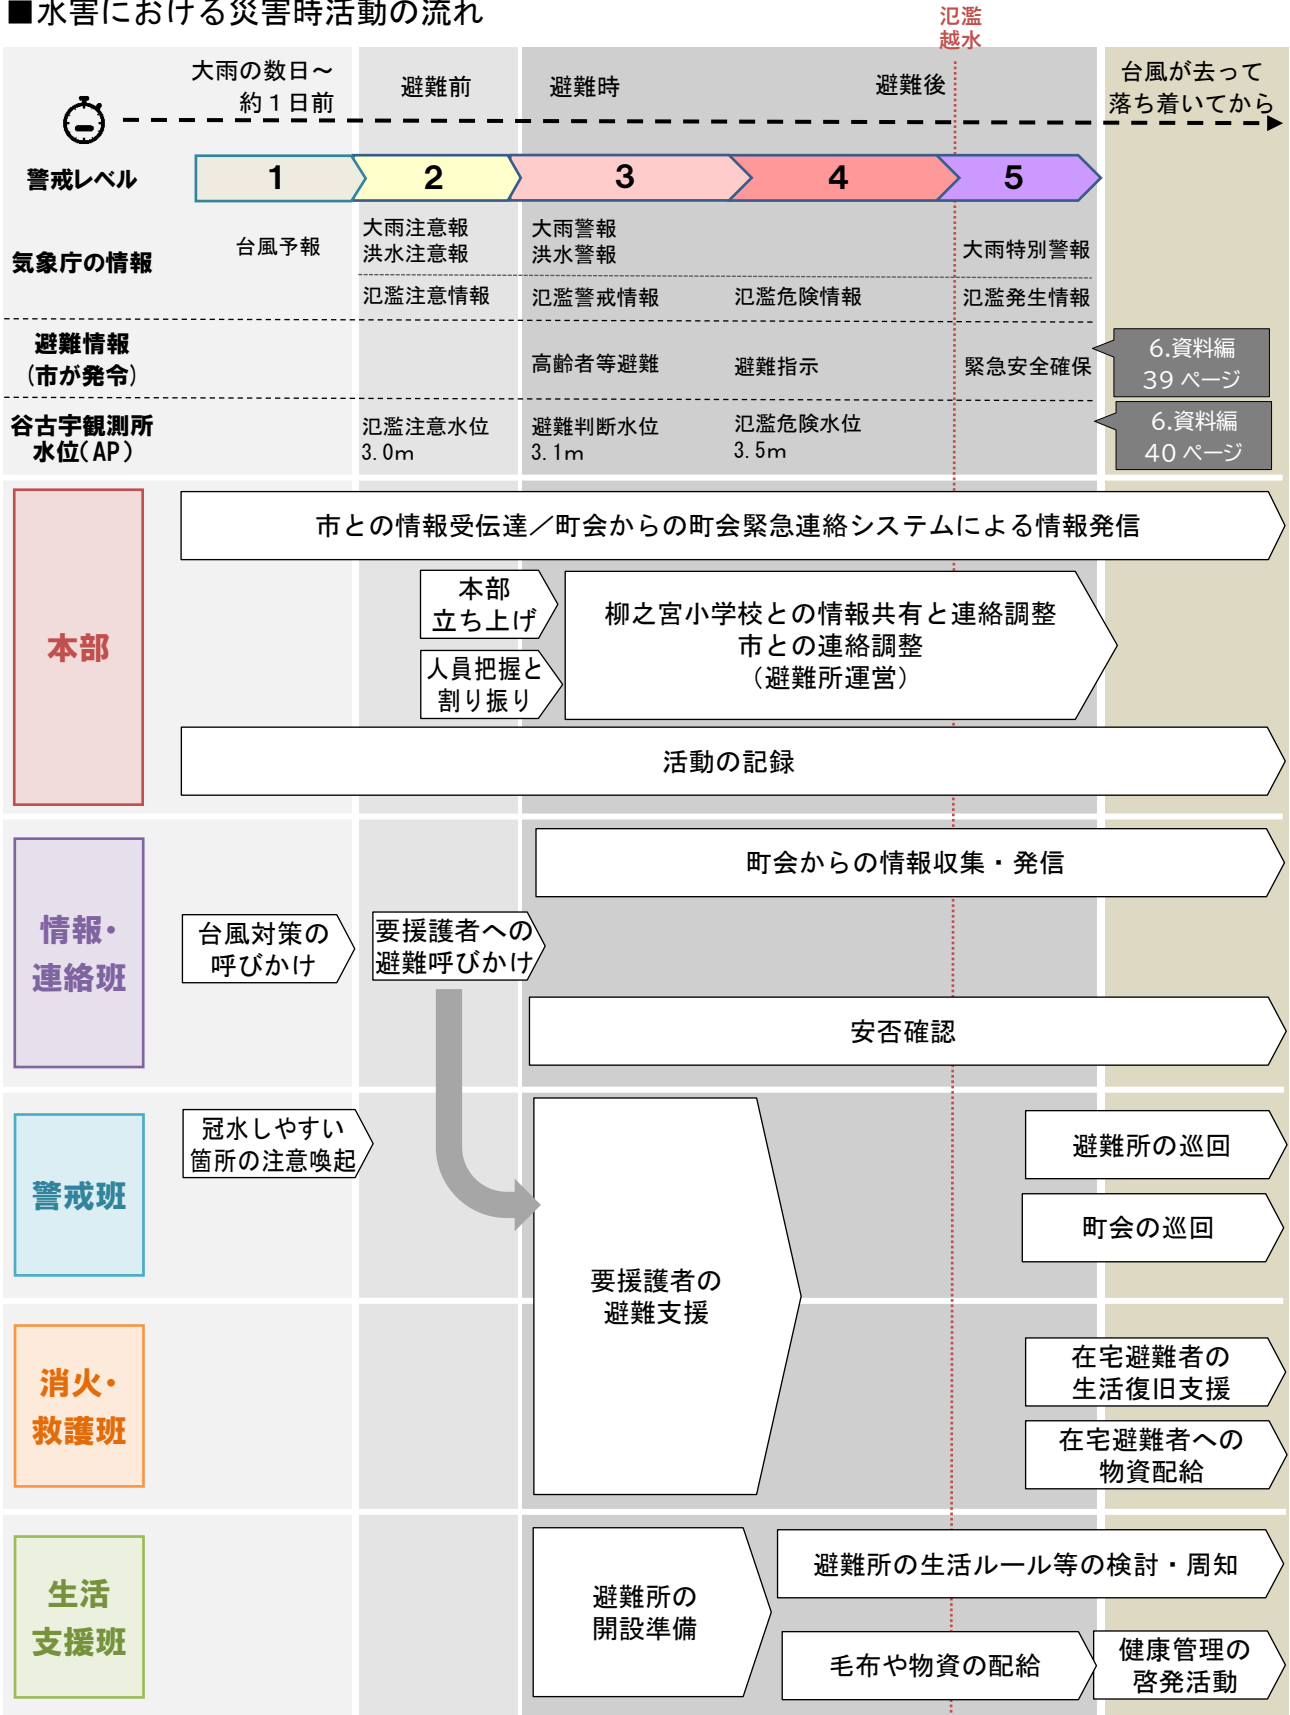 ■水害における災害時活動の流れ
氾濫
越水
大雨の数日～
約１日前
避難前
避難時
避難後
台風が去って
落ち着いてから
警戒レベル
1
2
3
4
5
気象庁の情報
台風予報
大雨注意報
洪水注意報
大雨警報
洪水警報
大雨特別警報
氾濫注意情報
氾濫警戒情報
氾濫危険情報
氾濫発生情報
避難情報
(市が発令)
高齢者等避難
避難指示
緊急安全確保
6.資料編
39 ページ
谷古宇観測所
水位(AP)
氾濫注意水位
3.0m
避難判断水位
3.1m
氾濫危険水位
3.5m
6.資料編
40 ページ
本部
市との情報受伝達／町会からの町会緊急連絡システムによる情報発信
本部
立ち上げ
人員把握と
割り振り
柳之宮小学校との情報共有と連絡調整
市との連絡調整
（避難所運営）
活動の記録
情報・
連絡班
町会からの情報収集・発信
台風対策の
呼びかけ
要援護者への
避難呼びかけ
安否確認
警戒班
冠水しやすい
箇所の注意喚起
避難所の巡回
町会の巡回
要援護者の
避難支援
消火・
救護班
在宅避難者の
生活復旧支援
在宅避難者への
物資配給
生活
支援班
避難所の
開設準備
避難所の生活ルール等の検討・周知
毛布や物資の配給
健康管理の
啓発活動